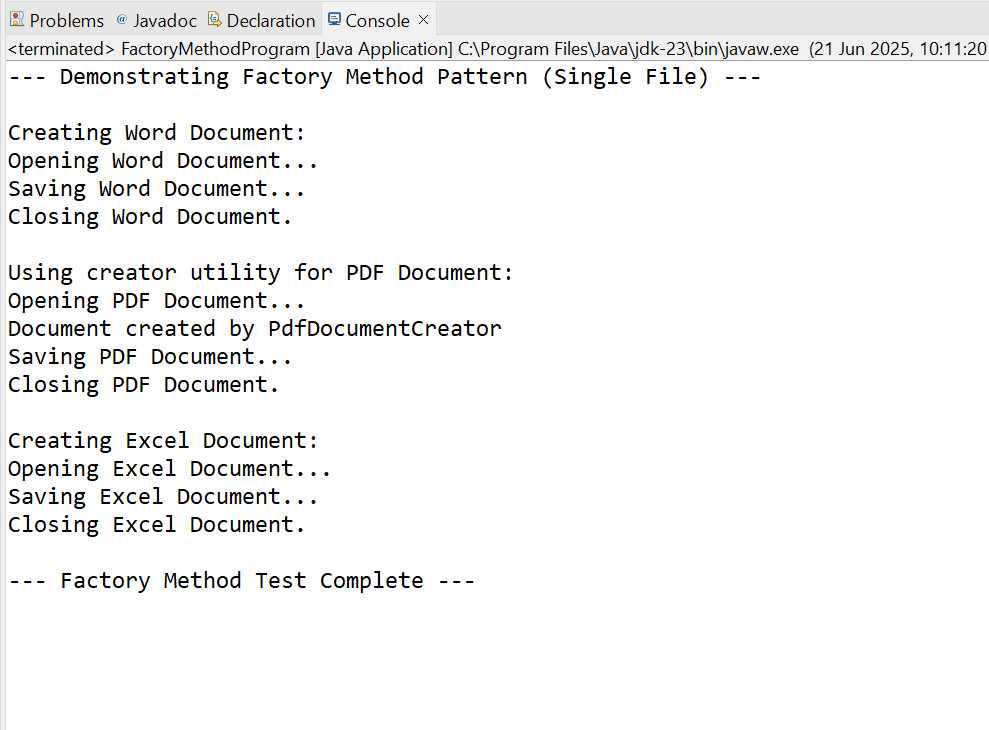 Problems @ Javadoc Declaration Console ×
<terminated> FactoryMethodProgram [Java Application] C:\Program Files\Java\jdk-23\bin\javaw.exe (21 Jun 2025, 10:11:20
--- Demonstrating Factory Method Pattern (Single File) ---
Creating Word Document:
Opening Word Document...
Saving Word Document...
Closing Word Document.
Using creator utility for PDF Document:
Opening PDF Document...
Document created by PdfDocumentCreator
Saving PDF Document...
Closing PDF Document.
Creating Excel Document:
Opening Excel Document...
Saving Excel Document...
Closing Excel Document.
--- Factory Method Test Complete ---